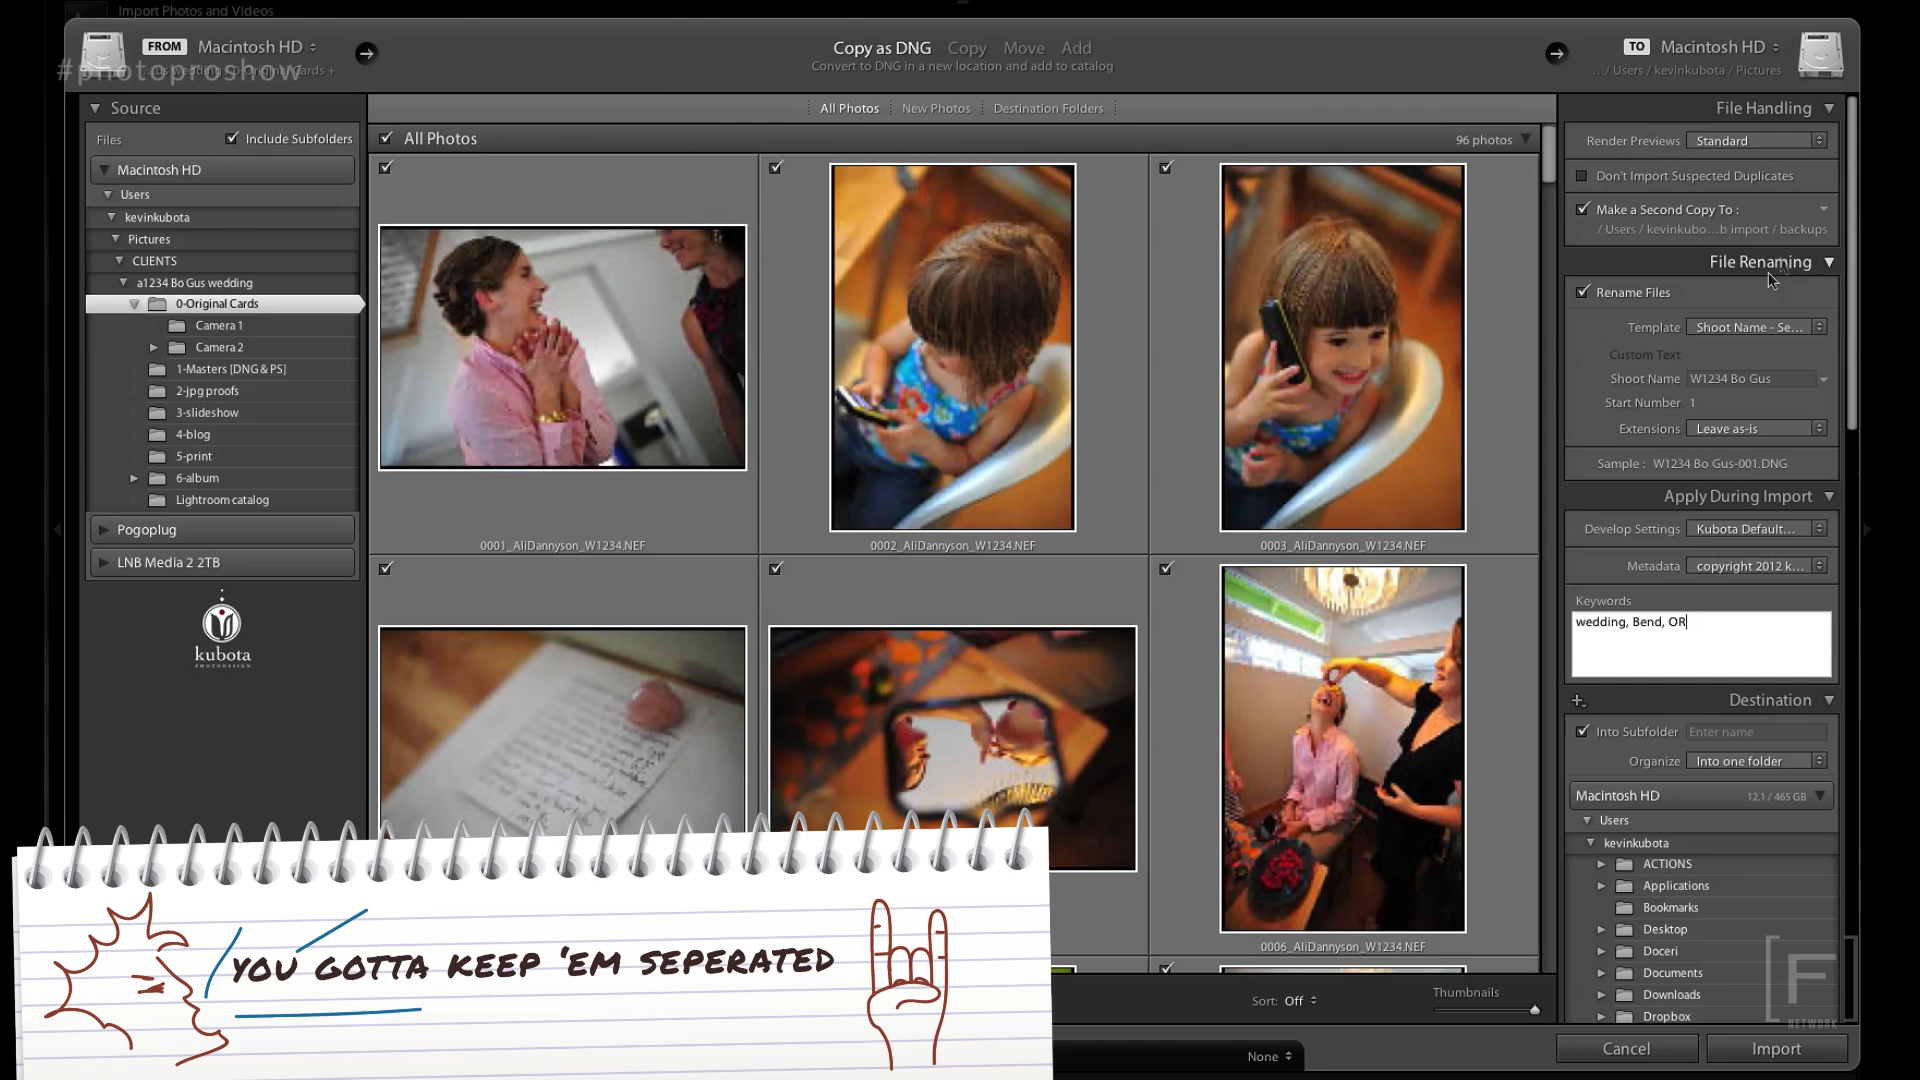 Import Photos and Videos
FROM Macintosh HD
Copy as DNG Copy Move Add
Convert to DNG in a new location and add to catalog
TO Macintosh HD
…/ Users / kevinkubota / Pictures
#photoproshow
Source
Files
Include Subfolders
Macintosh HD
Users
kevinkubota
Pictures
CLIENTS
a1234 Bo Gus wedding
0-Original Cards
Camera 1
Camera 2
1-Masters [DNG & PS]
2-jpg proofs
3-slideshow
4-blog
5-print
6-album
Lightroom catalog
Pogoplug
LNB Media 2 2TB
kubota
PHOTODESIGN
All Photos New Photos Destination Folders
All Photos
96 photos
0001_AliDannyson_W1234.NEF
0002_AliDannyson_W1234.NEF
0003_AliDannyson_W1234.NEF
0006_AliDannyson_W1234.NEF
Sort: Off
Thumbnails
None
YOU GOTTA KEEP 'EM SEPERATED
File Handling
Render Previews Standard
Don't Import Suspected Duplicates
Make a Second Copy To :
/ Users / kevinkubo…b import / backups
File Renaming
Rename Files
Template Shoot Name - Se...
Custom Text
Shoot Name W1234 Bo Gus
Start Number 1
Extensions Leave as-is
Sample : W1234 Bo Gus-001.DNG
Apply During Import
Develop Settings Kubota Default...
Metadata copyright 2012 k...
Keywords
wedding, Bend, OR
Destination
Into Subfolder Enter name
Organize Into one folder
Macintosh HD 12.1 / 465 GB
Users
kevinkubota
ACTIONS
Applications
Bookmarks
Desktop
Doceri
Documents
Downloads
Dropbox
[F]
NETWORK
Cancel
Import